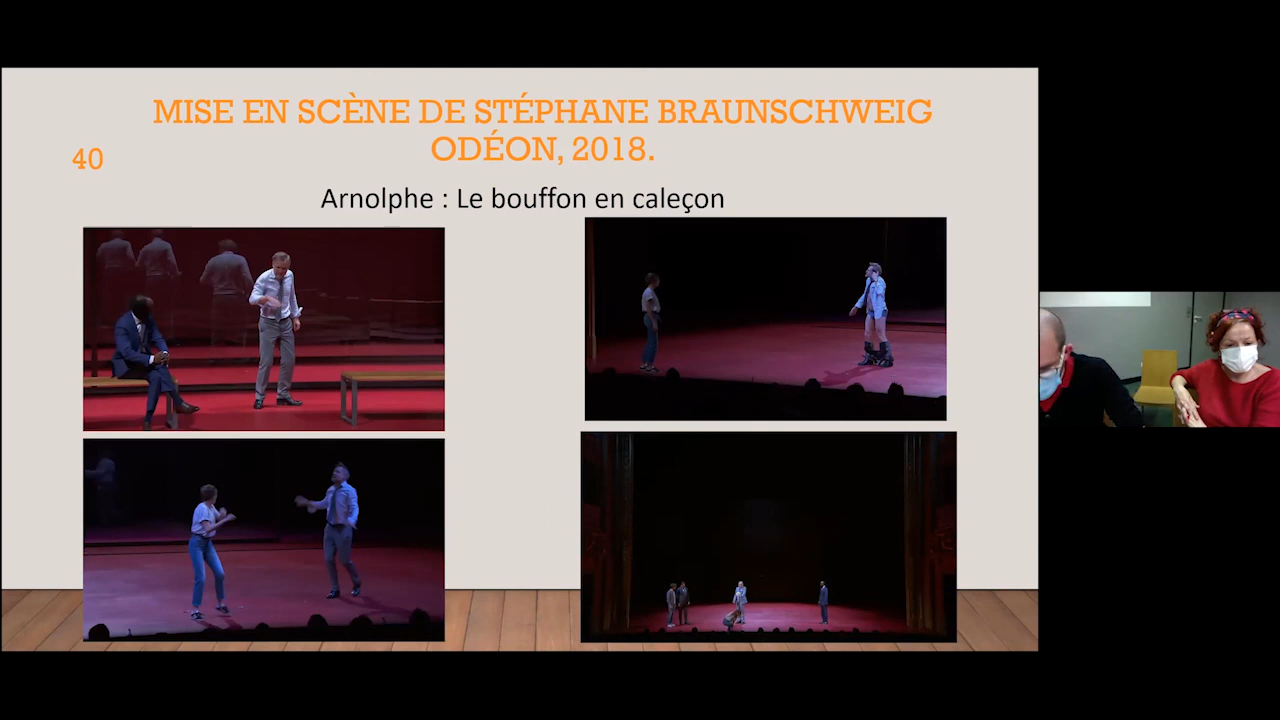 MISE EN SCÈNE DE STÉPHANE BRAUNSCHWEIG
ODÉON, 2018.
40
Arnolphe : Le bouffon en caleçon